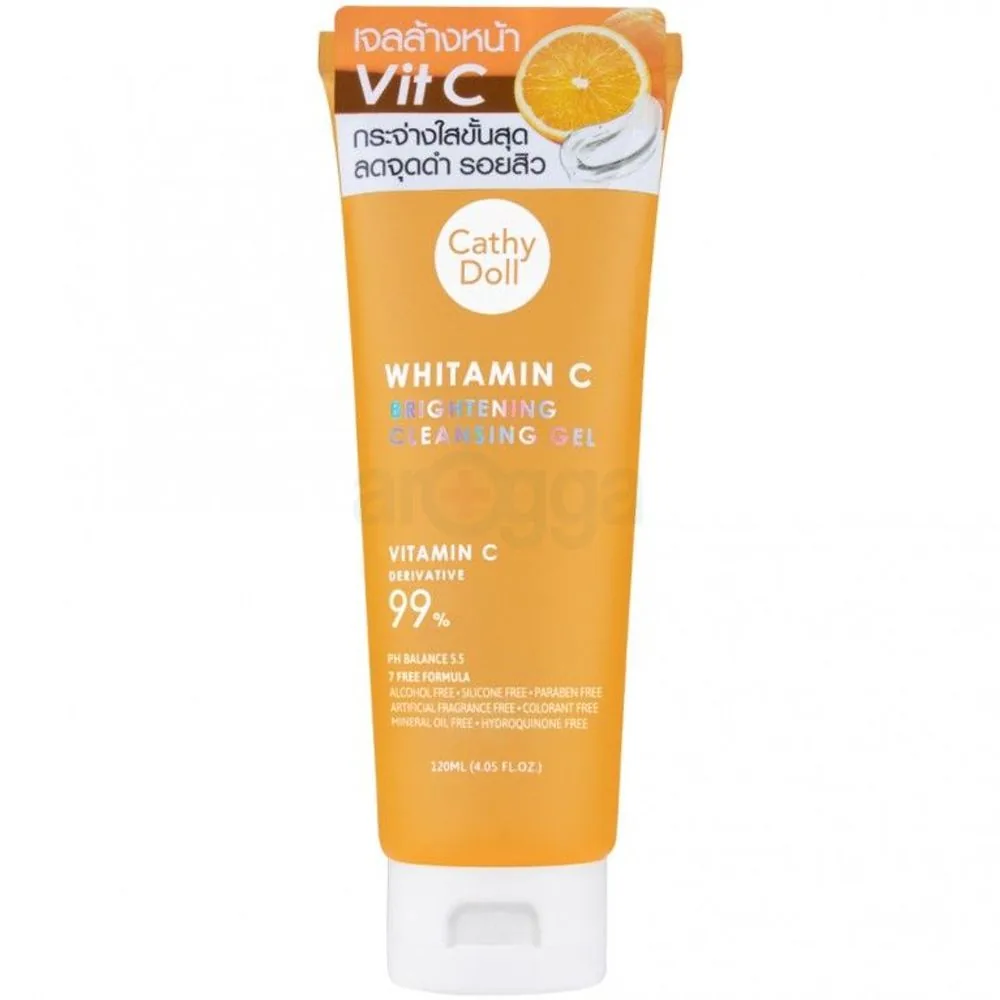 เจลล้างหน้า
Vit C
กระจ่างใสขั้นสุด
ลดจุดดำ รอยสิว
Cathy
Doll
WHITAMIN C
BRIGHTENING
CLEANSING GEL
arogga
VITAMIN C
DERIVATIVE
99%
PH BALANCE 5.5
7 FREE FORMULA
ALCOHOL FREE • SILICONE FREE • PARABEN FREE
ARTIFICIAL FRAGRANCE FREE • COLORANT FREE
MINERAL OIL FREE • HYDROQUINONE FREE
120ML (4.05 FL.OZ.)